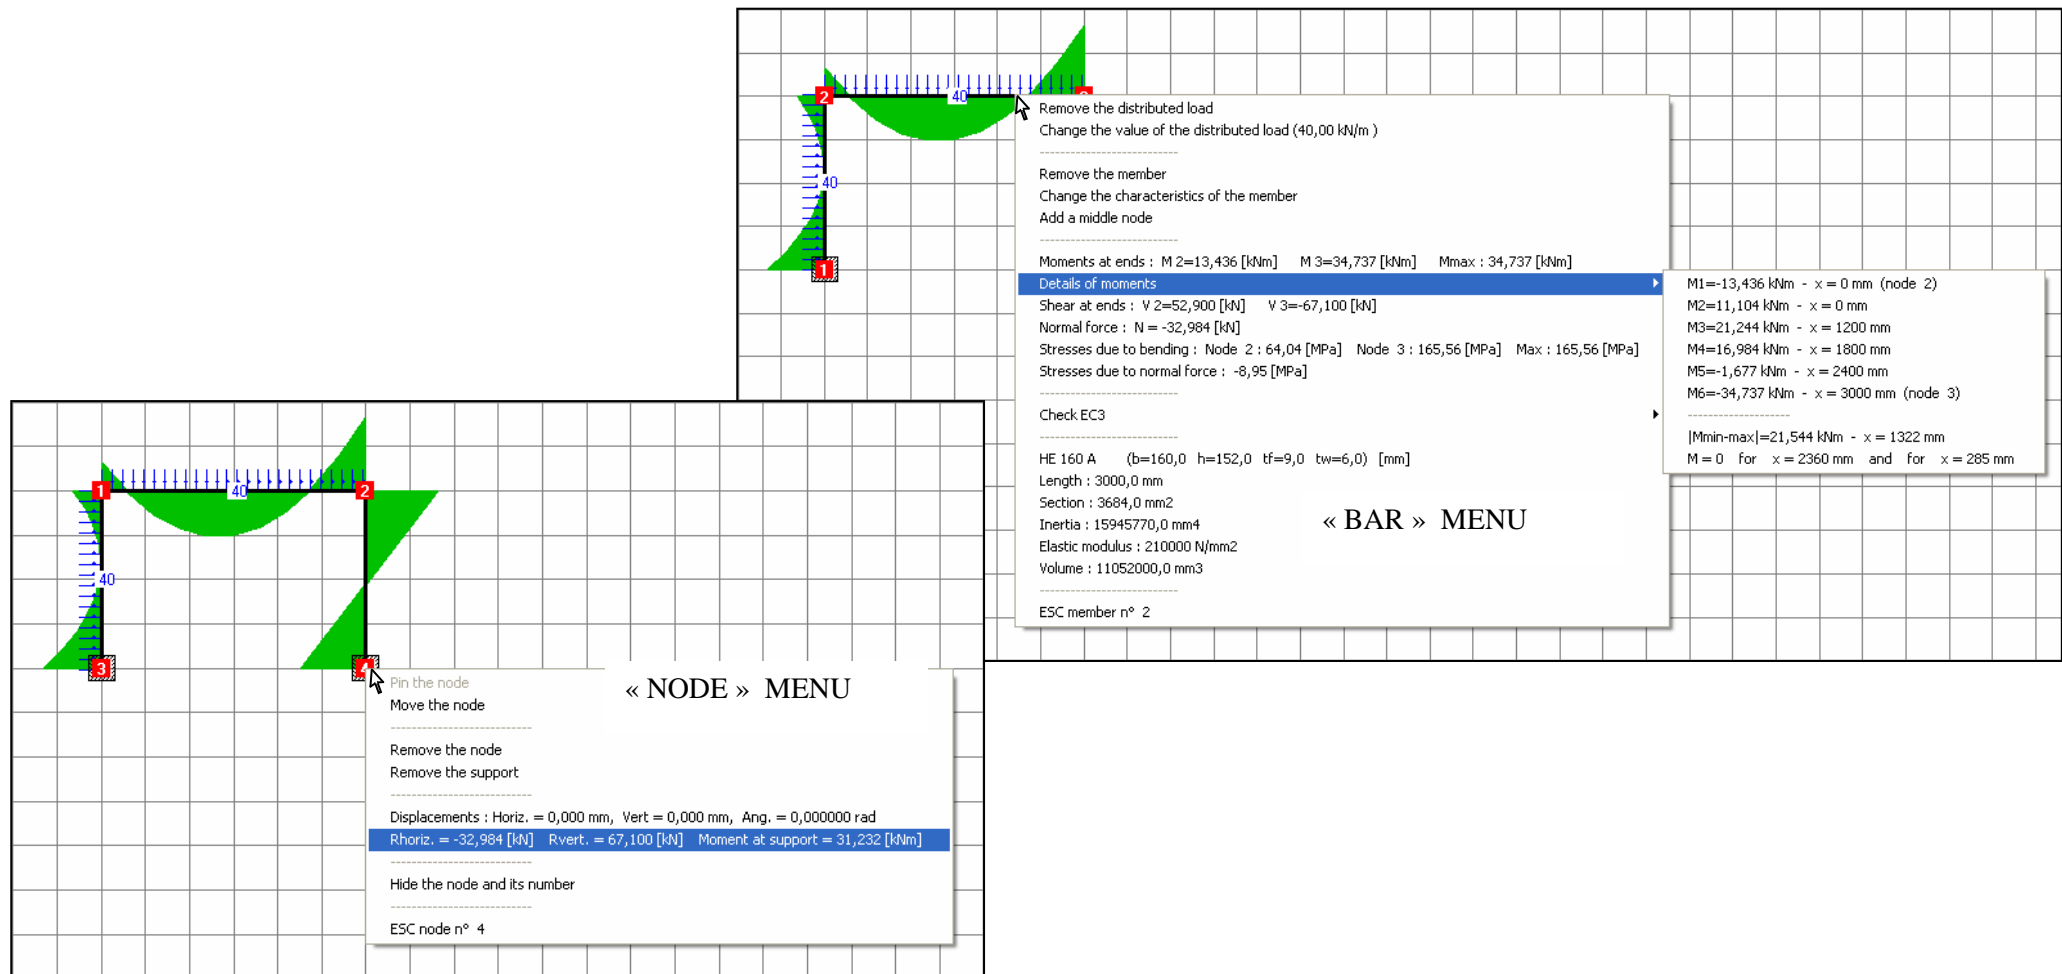 2
40
40
1
Remove the distributed load
Change the value of the distributed load (40,00 kN/m )
Remove the member
Change the characteristics of the member
Add a middle node
Moments at ends : M 2=13,436 [kNm] M 3=34,737 [kNm] Mmax : 34,737 [kNm]
Details of moments
Shear at ends : V 2=52,900 [kN] V 3=-67,100 [kN]
Normal force : N = -32,984 [kN]
Stresses due to bending : Node 2 : 64,04 [MPa] Node 3 : 165,56 [MPa] Max : 165,56 [MPa]
Stresses due to normal force : -8,95 [MPa]
Check EC3
HE 160 A (b=160,0 h=152,0 tf=9,0 tw=6,0) [mm]
Length : 3000,0 mm
Section : 3684,0 mm2
Inertia : 15945770,0 mm4
Elastic modulus : 210000 N/mm2
Volume : 11052000,0 mm3
ESC member n° 2
« BAR » MENU
M1=-13,436 kNm - x = 0 mm (node 2)
M2=11,104 kNm - x = 0 mm
M3=21,244 kNm - x = 1200 mm
M4=16,984 kNm - x = 1800 mm
M5=-1,677 kNm - x = 2400 mm
M6=-34,737 kNm - x = 3000 mm (node 3)
|Mmin-max|=21,544 kNm - x = 1322 mm
M = 0 for x = 2360 mm and for x = 285 mm
1
40
2
40
3
4
Pin the node
Move the node
Remove the node
Remove the support
Displacements : Horiz. = 0,000 mm, Vert = 0,000 mm, Ang. = 0,000000 rad
Rhoriz. = -32,984 [kN] Rvert. = 67,100 [kN] Moment at support = 31,232 [kNm]
Hide the node and its number
ESC node n° 4
« NODE » MENU